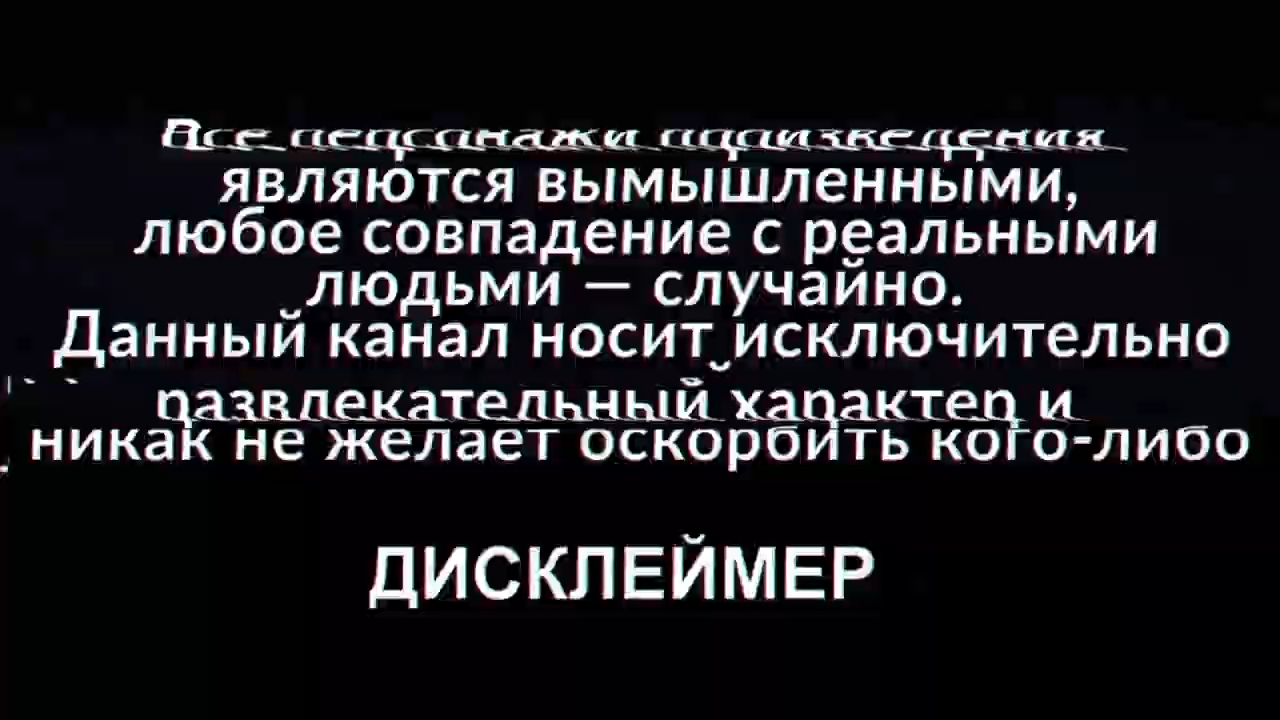 Все персонажи произведения
являются вымышленными,
любое совпадение с реальными
людьми — случайно.
Данный канал носит исключительно
развлекательный характер и
никак не желает оскорбить кого-либо
ДИСКЛЕЙМЕР